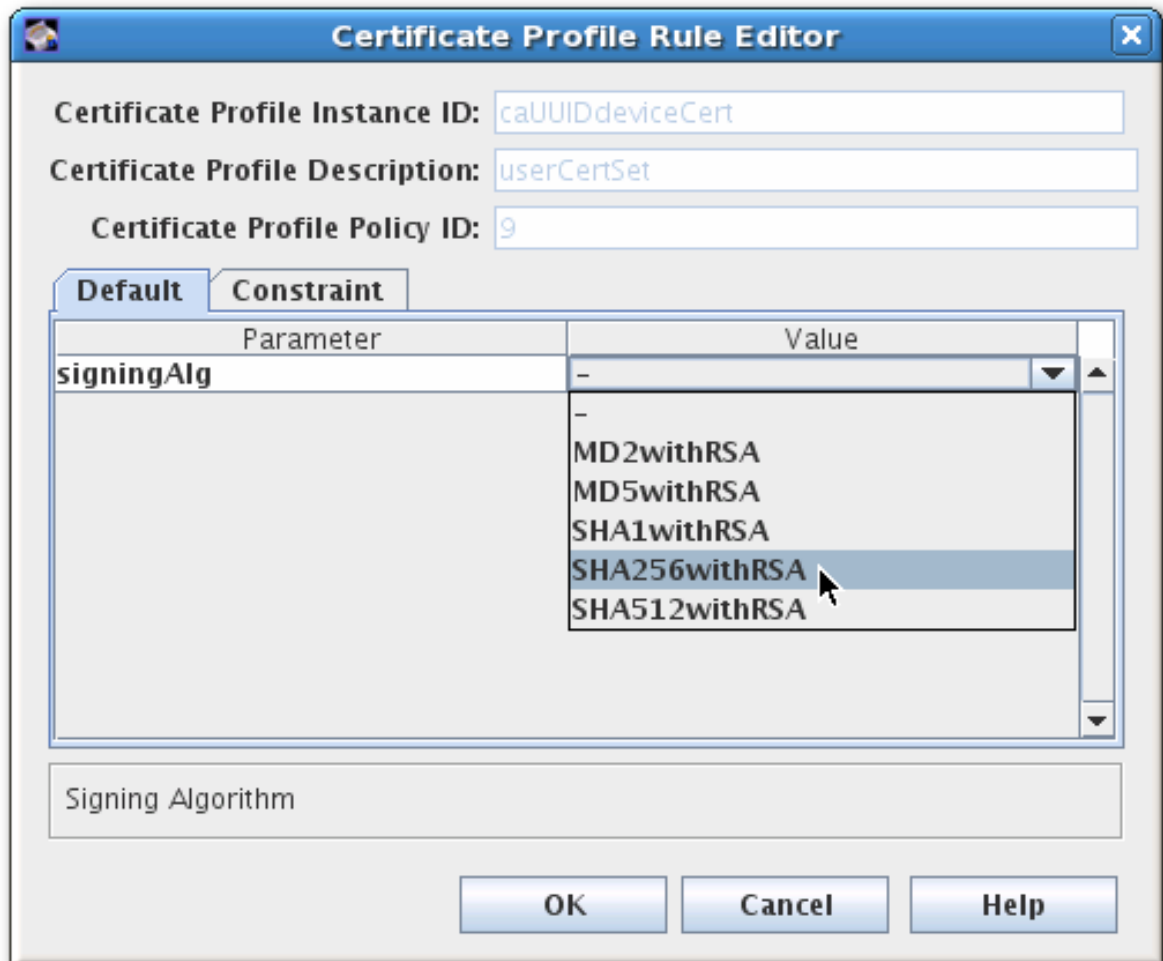 Certificate Profile Rule Editor
Certificate Profile Instance ID: caUUIDdeviceCert
Certificate Profile Description: userCertSet
Certificate Profile Policy ID: 9
Default Constraint
Parameter Value
signingAlg –
–
MD2withRSA
MD5withRSA
SHA1withRSA
SHA256withRSA
SHA512withRSA
Signing Algorithm
OK Cancel Help